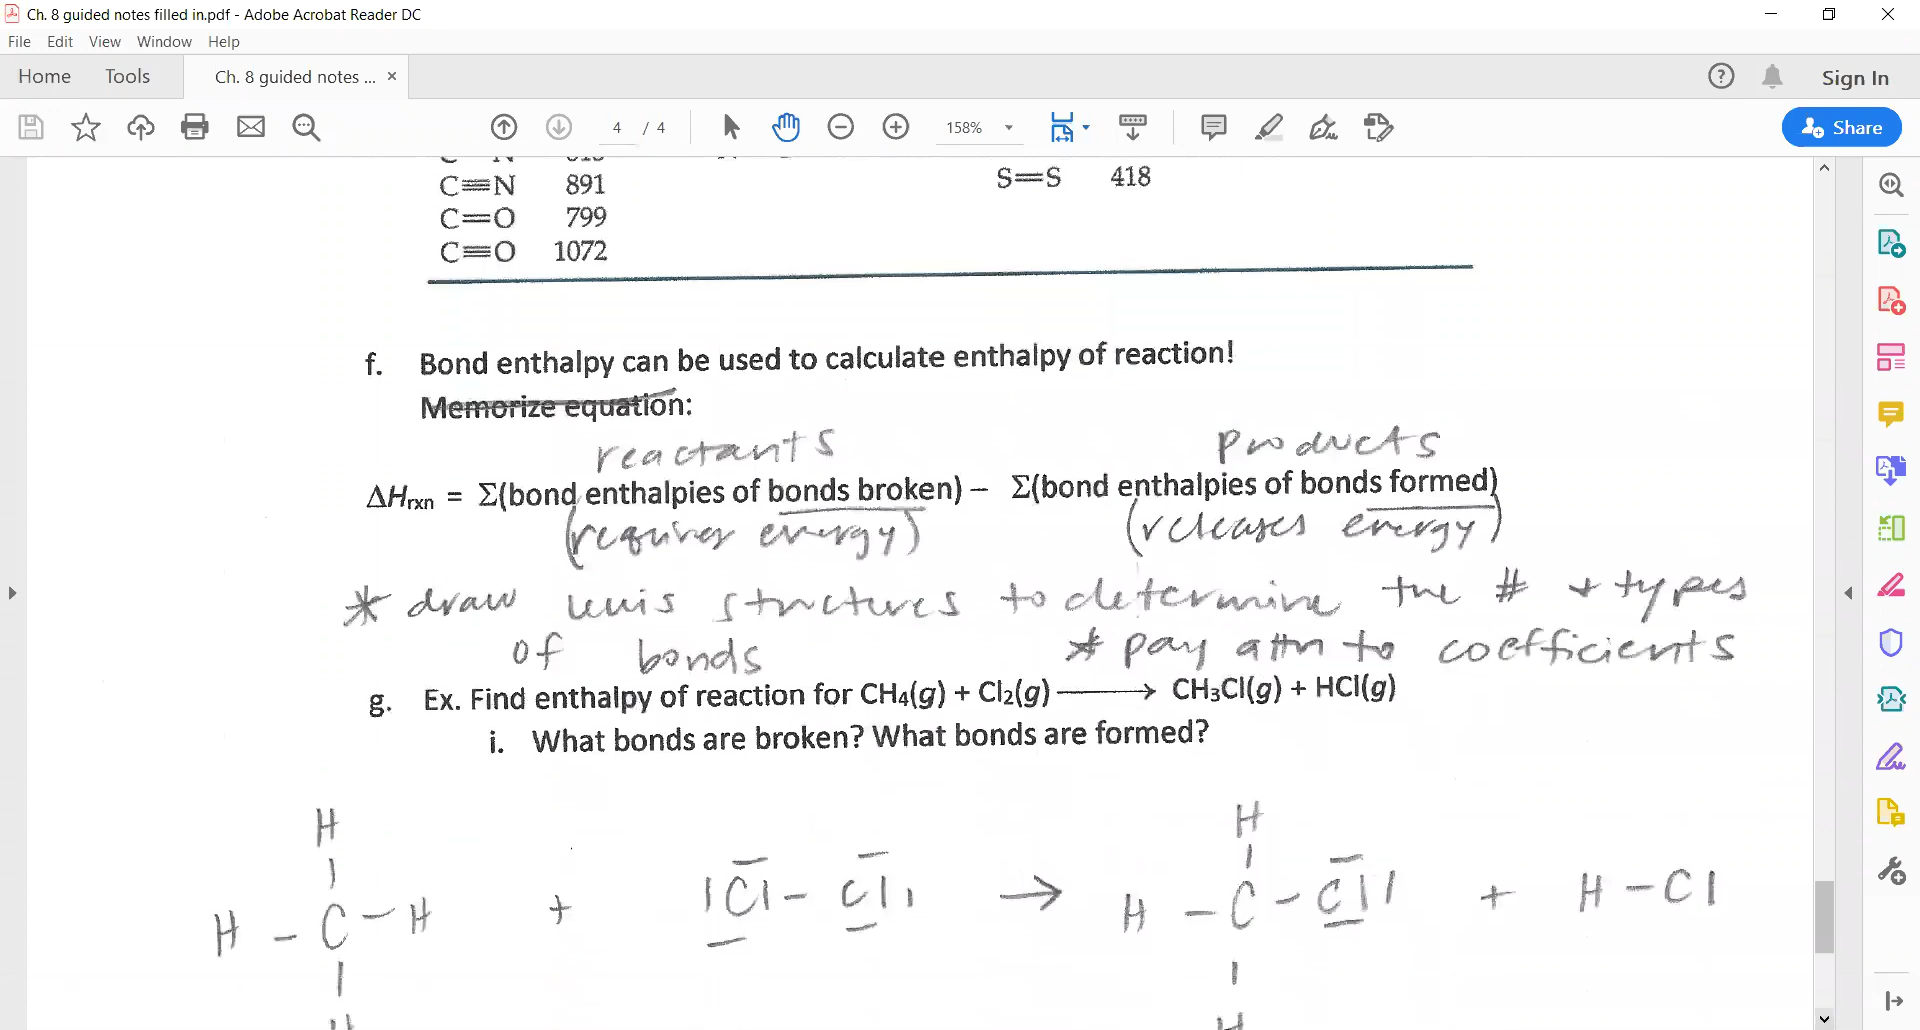 Ch. 8 guided notes filled in.pdf - Adobe Acrobat Reader DC
File Edit View Window Help
Home Tools Ch. 8 guided notes ... × Sign In
4 / 4 158% Share
C≡N 891 S=S 418
C=O 799
C≡O 1072
f. Bond enthalpy can be used to calculate enthalpy of reaction!
Memorize equation:
reactants products
ΔHrxn = Σ(bond enthalpies of bonds broken) – Σ(bond enthalpies of bonds formed)
(requires energy) (releases energy)
* draw lewis structures to determine the # + types
of bonds * pay attn to coefficients
g. Ex. Find enthalpy of reaction for CH4(g) + Cl2(g) ⟶ CH3Cl(g) + HCl(g)
i. What bonds are broken? What bonds are formed?
H H
H – C – H + |Cl – Cl| → H – C – Cl| + H – Cl
H H